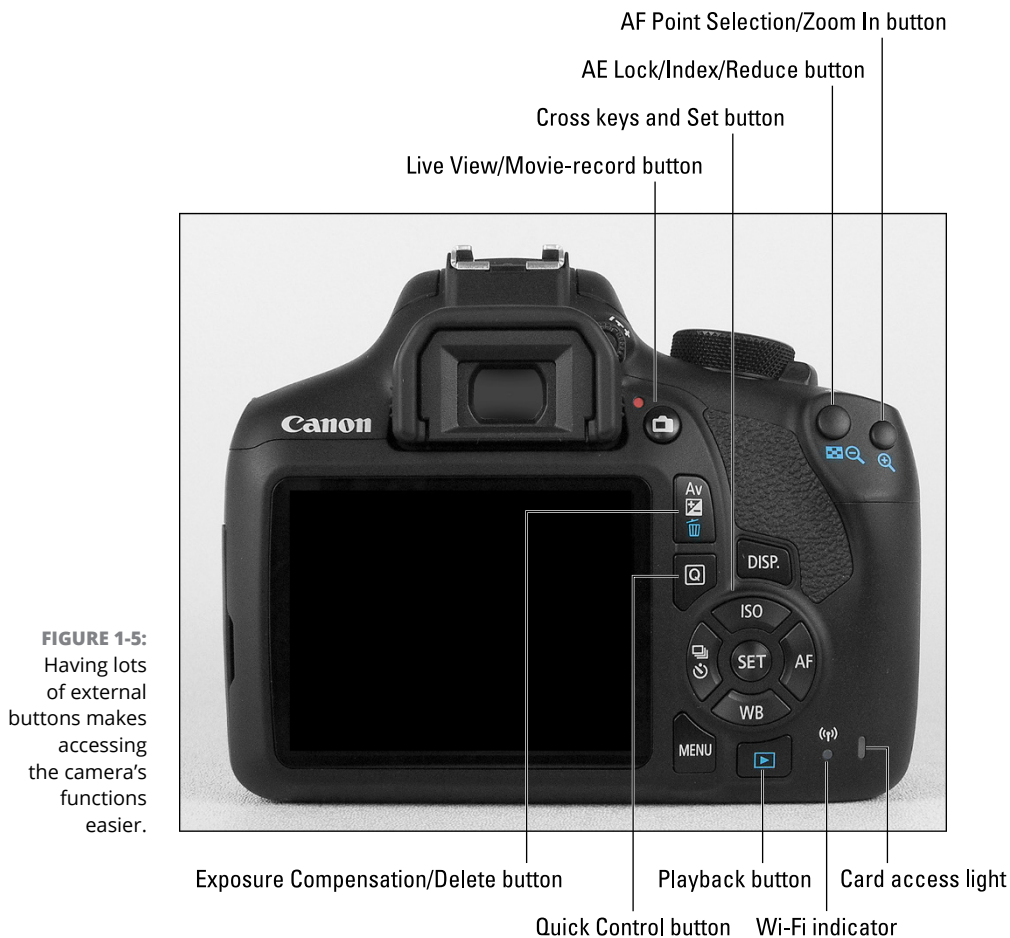 AF Point Selection/Zoom In button
AE Lock/Index/Reduce button
Cross keys and Set button
Live View/Movie-record button
Canon
Av
Q
DISP.
ISO
SET
AF
WB
MENU
FIGURE 1-5:
Having lots
of external
buttons makes
accessing
the camera's
functions
easier.
Exposure Compensation/Delete button
Playback button
Card access light
Quick Control button
Wi-Fi indicator